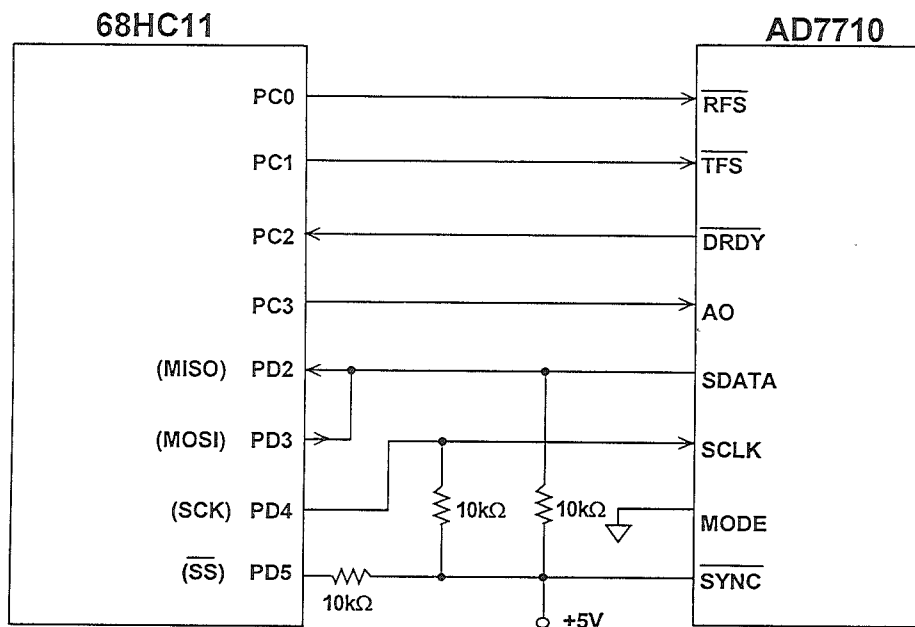 68HC11 AD7710
PC0 RFS
PC1 TFS
PC2 DRDY
PC3 AO
(MISO) PD2 SDATA
(MOSI) PD3 SCLK
(SCK) PD4 10kΩ 10kΩ MODE
(SS) PD5 SYNC
10kΩ +5V